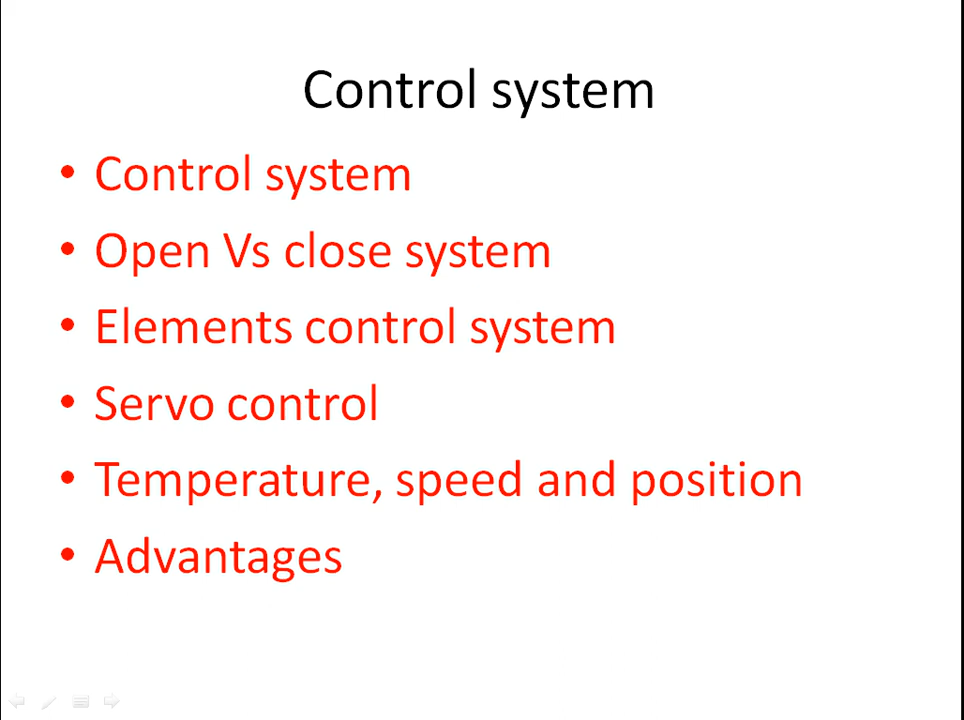 Control system
• Control system
• Open Vs close system
• Elements control system
• Servo control
• Temperature, speed and position
• Advantages